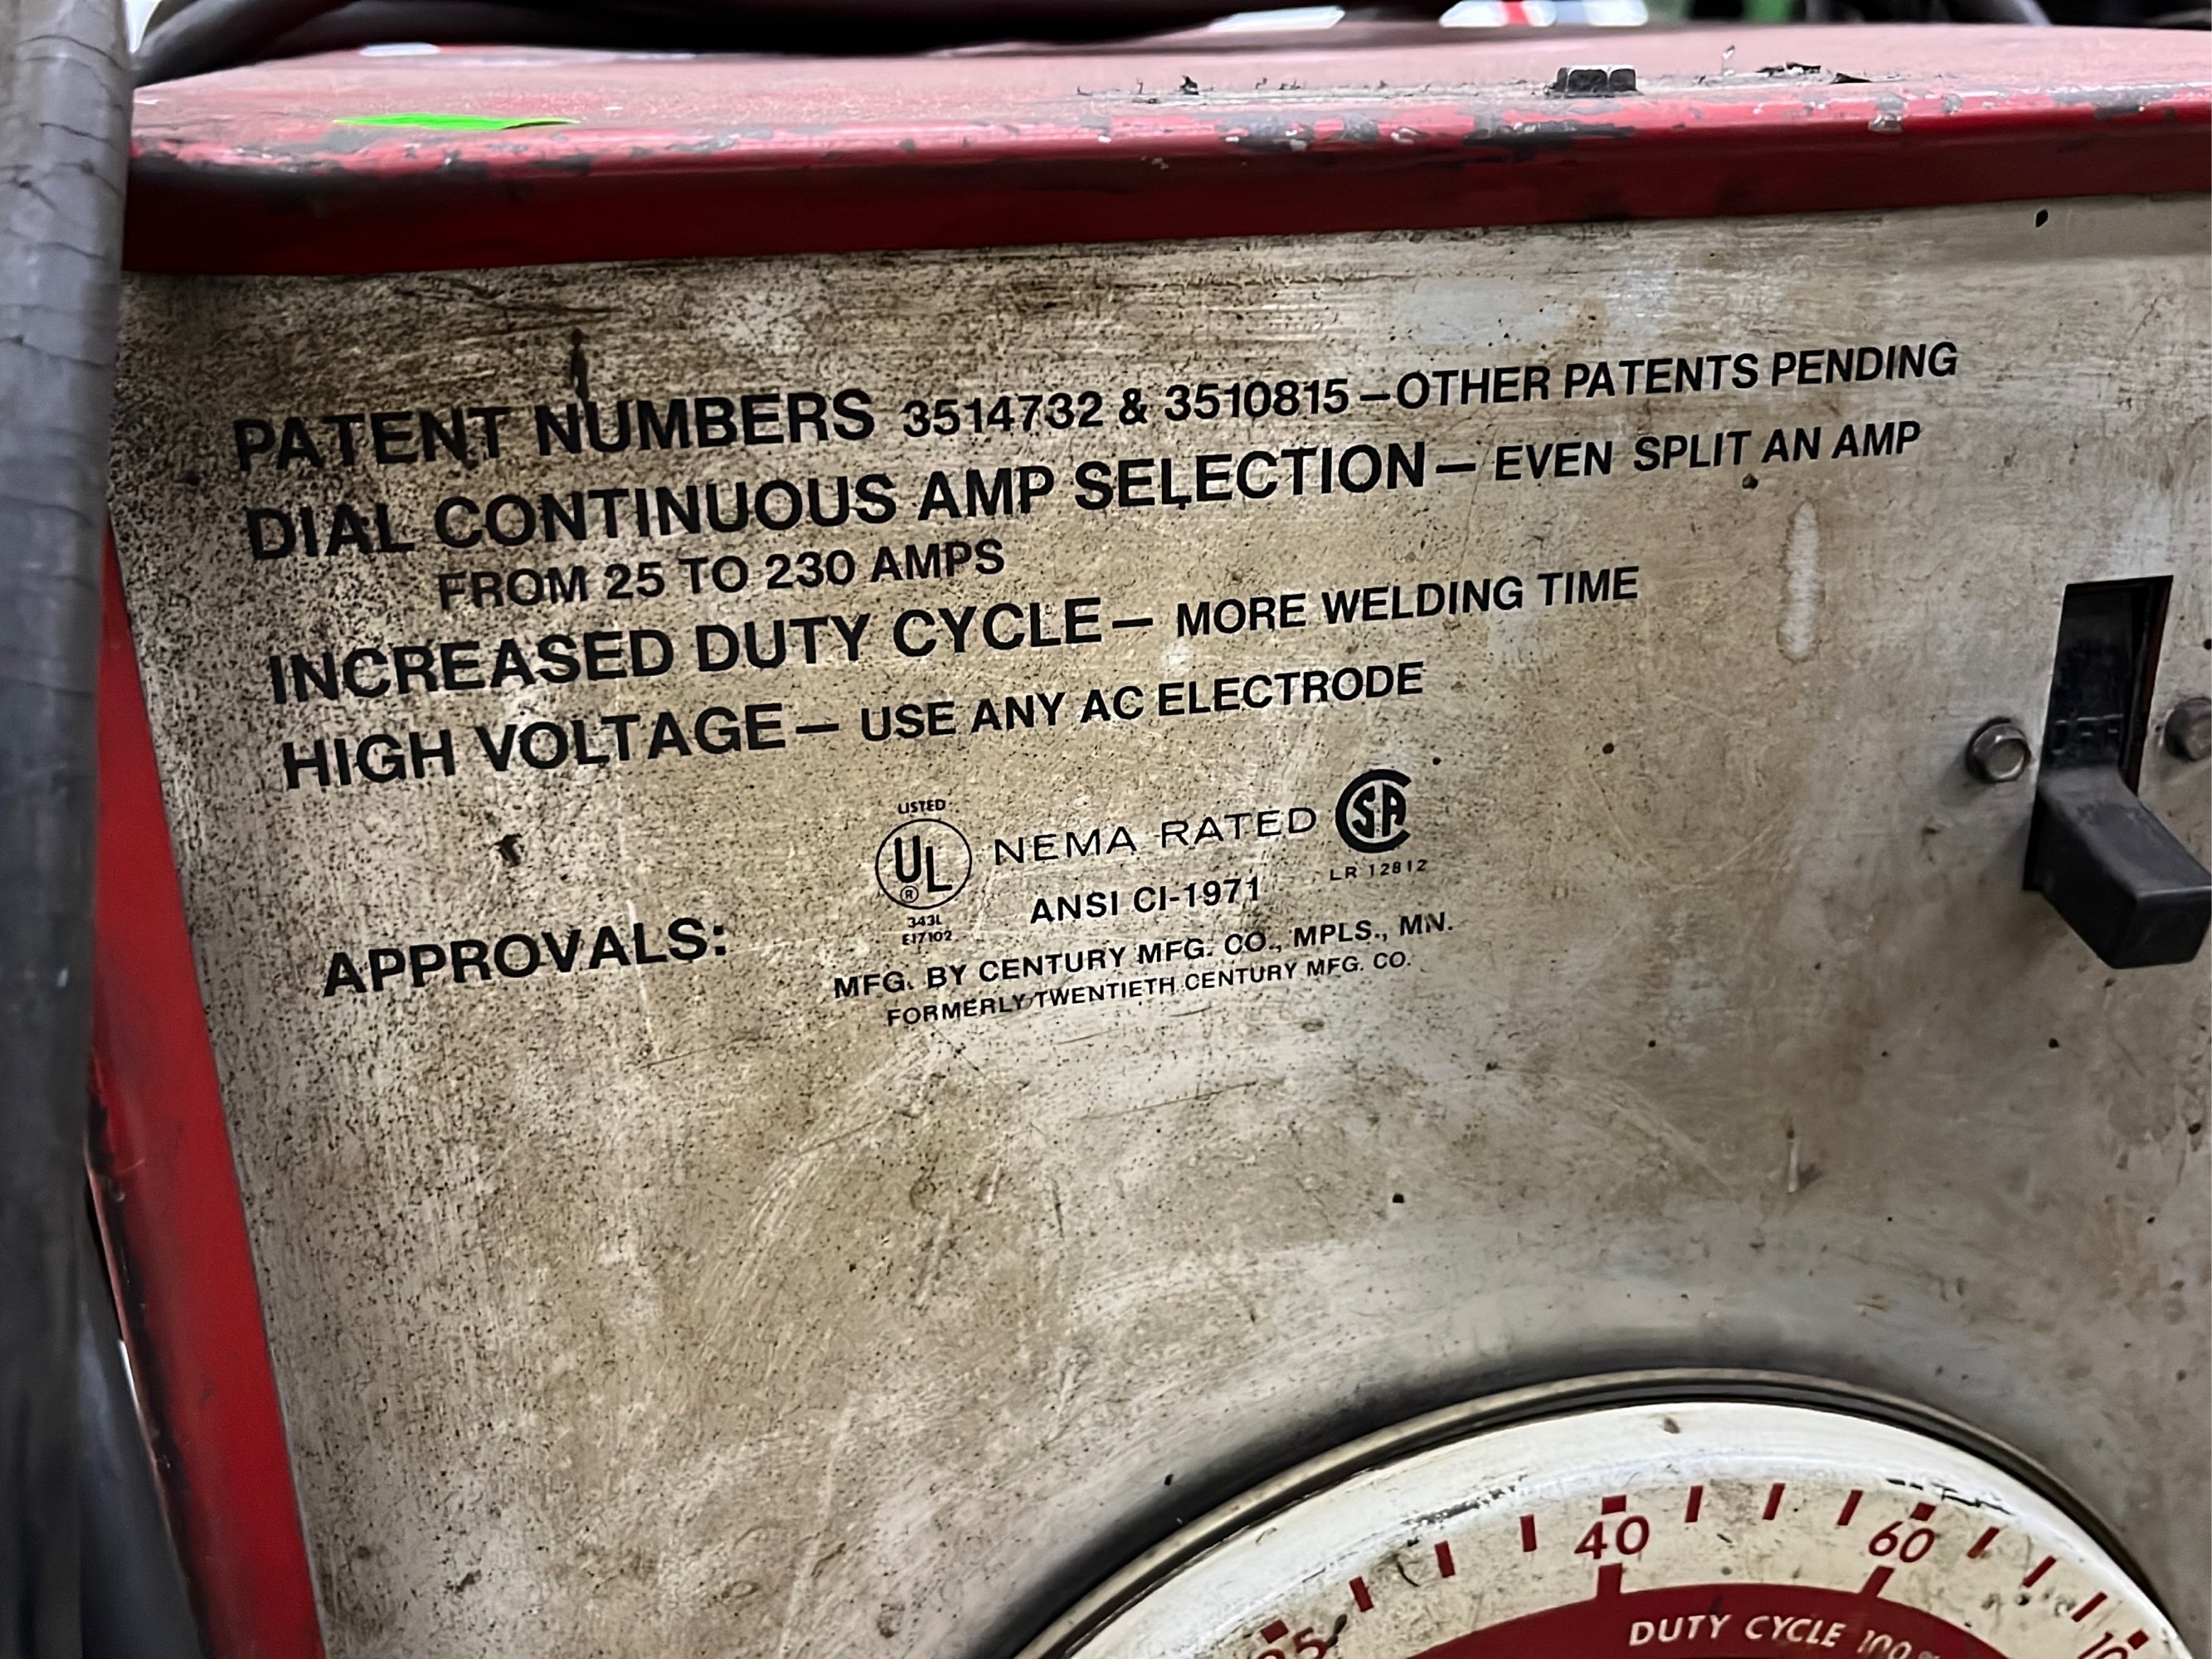 PATENT NUMBERS 3514732 & 3510815 – OTHER PATENTS PENDING
DIAL CONTINUOUS AMP SELECTION – EVEN SPLIT AN AMP
FROM 25 TO 230 AMPS
INCREASED DUTY CYCLE – MORE WELDING TIME
HIGH VOLTAGE – USE ANY AC ELECTRODE
LISTED
UL
®
343L
E17102
NEMA RATED
SA
LR 12812
ANSI CI-1971
APPROVALS:
MFG. BY CENTURY MFG. CO., MPLS., MN.
FORMERLY TWENTIETH CENTURY MFG. CO.
40
60
DUTY CYCLE 100%